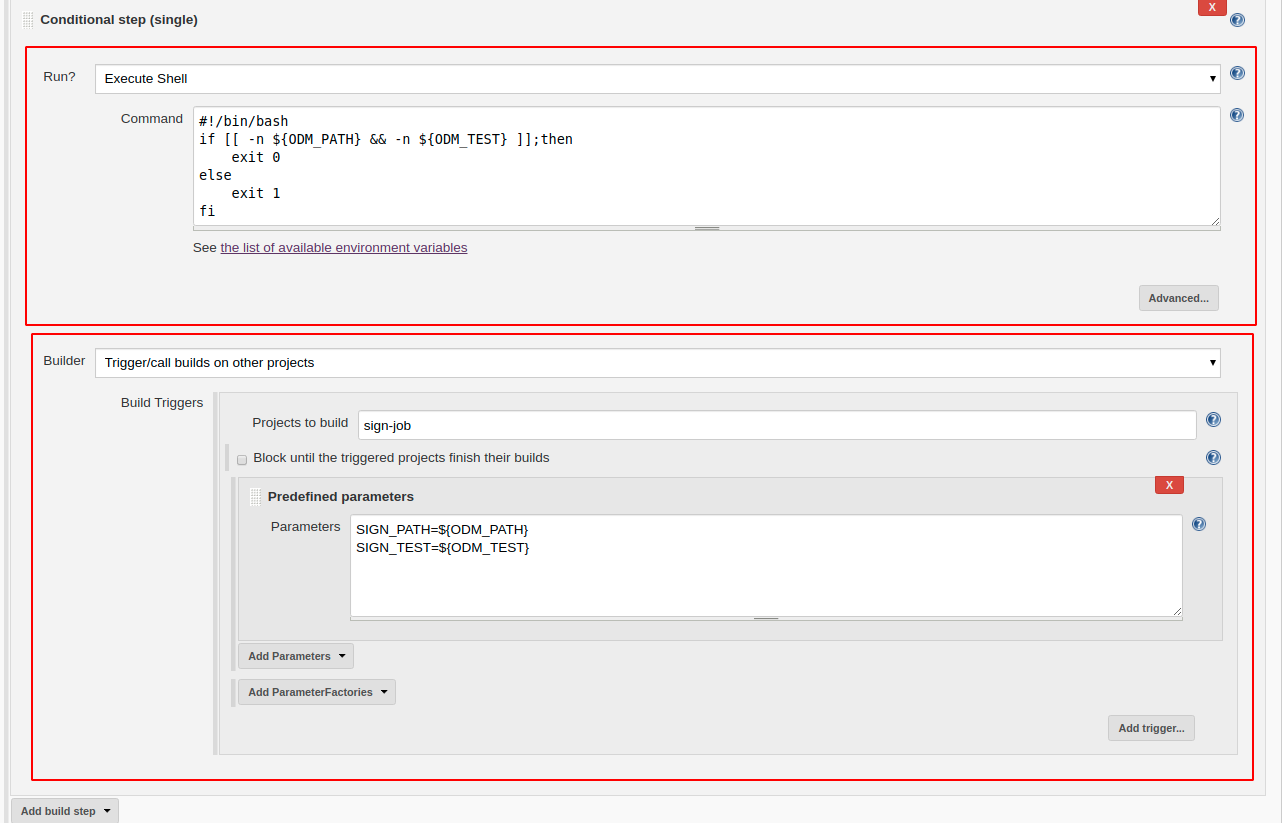 Conditional step (single)
X
Run?
Execute Shell
Command
#!/bin/bash
if [[ -n ${ODM_PATH} && -n ${ODM_TEST} ]];then
    exit 0
else
    exit 1
fi
See the list of available environment variables
Advanced...
Builder
Trigger/call builds on other projects
Build Triggers
Projects to build
sign-job
Block until the triggered projects finish their builds
Predefined parameters
X
Parameters
SIGN_PATH=${ODM_PATH}
SIGN_TEST=${ODM_TEST}
Add Parameters
Add ParameterFactories
Add trigger...
Add build step